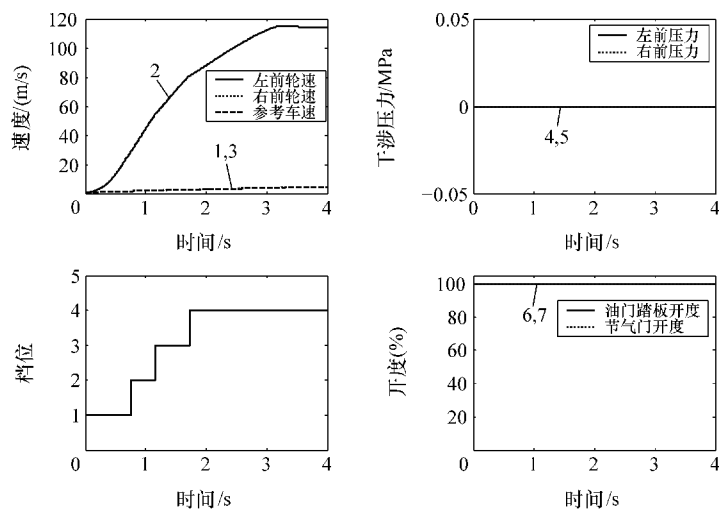 速度/(m/s)
120
100
80
60
40
20
0
1
2
3
4
时间/s
2
1,3
左前轮速
右前轮速
参考车速
干涉压力/MPa
0.05
0
−0.05
0
1
2
3
4
时间/s
4,5
左前压力
右前压力
档位
5
4
3
2
1
0
1
2
3
4
时间/s
开度(%)
100
80
60
40
20
0
0
1
2
3
4
时间/s
6,7
油门踏板开度
节气门开度